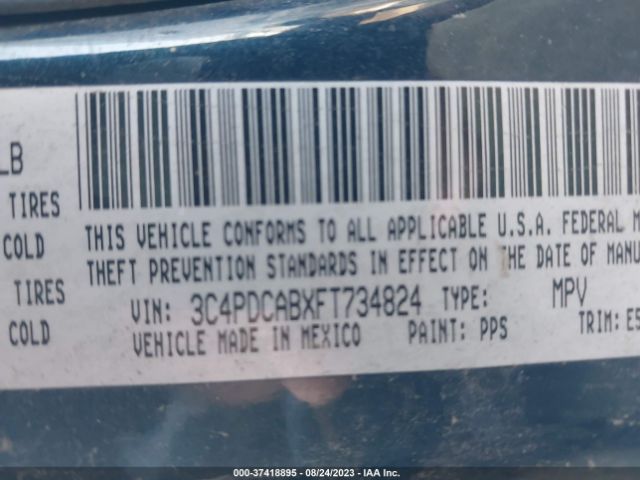 LB
TIRES
COLD
TIRES
COLD
THIS VEHICLE CONFORMS TO ALL APPLICABLE U.S.A. FEDERAL M
THEFT PREVENTION STANDARDS IN EFFECT ON THE DATE OF MANU
VIN: 3C4PDCABXFT734824 TYPE: MPV
VEHICLE MADE IN MEXICO PAINT: PPS TRIM: E5
000-37418895 - 08/24/2023 - IAA Inc.